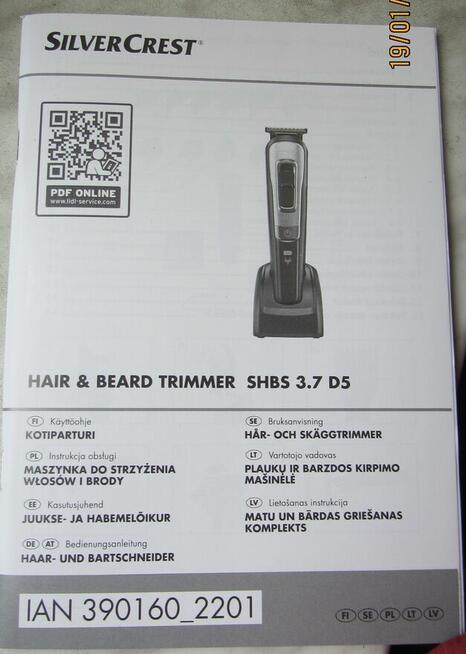 SILVERCREST®
19/01/
PDF ONLINE
www.lidl-service.com
HAIR & BEARD TRIMMER SHBS 3.7 D5
FI Käyttöohje
KOTIPARTURI
PL Instrukcja obsługi
MASZYNKA DO STRZYŻENIA
WŁOSÓW I BRODY
EE Kasutusjuhend
JUUKSE- JA HABEMELÕIKUR
DE AT Bedienungsanleitung
HAAR- UND BARTSCHNEIDER
SE Bruksanvisning
HÅR- OCH SKÄGGTRIMMER
LT Vartotojo vadovas
PLAUKŲ IR BARZDOS KIRPIMO
MAŠINĖLĖ
LV Lietošanas instrukcija
MATU UN BĀRDAS GRIEŠANAS
KOMPLEKTS
IAN 390160_2201
FI SE PL LT LV